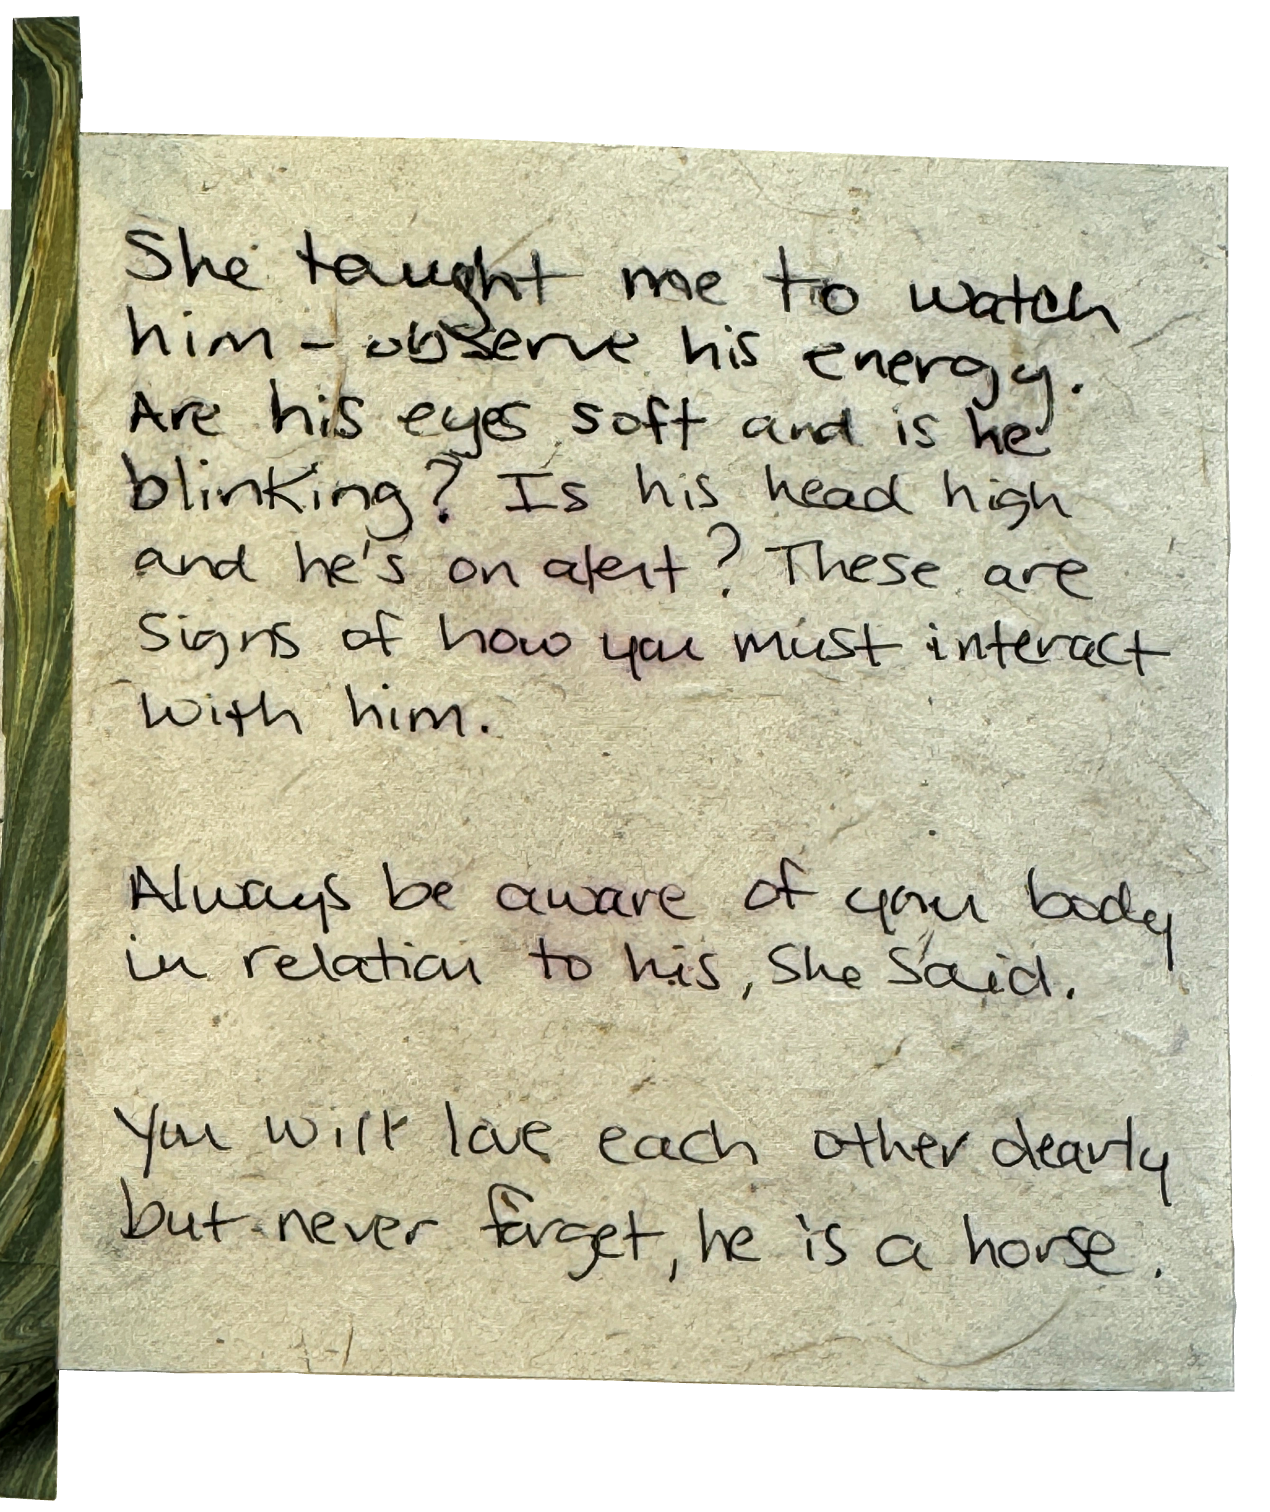 She taught me to watch
him - observe his energy.
Are his eyes soft and is he
blinking? Is his head high
and he's on alert? These are
signs of how you must interact
with him.
Always be aware of your body
in relation to his, she said.
You will love each other dearly
but never forget, he is a horse.